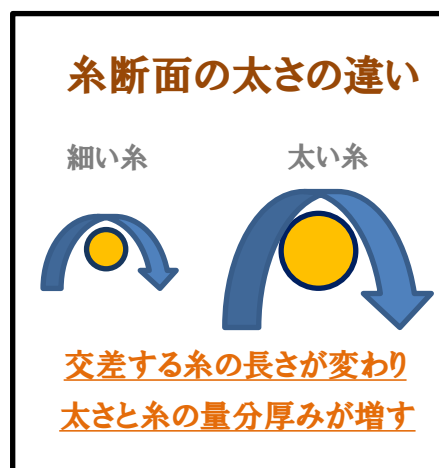 糸断面の太さの違い
細い糸
太い糸
交差する糸の長さが変わり
太さと糸の量分厚みが増す